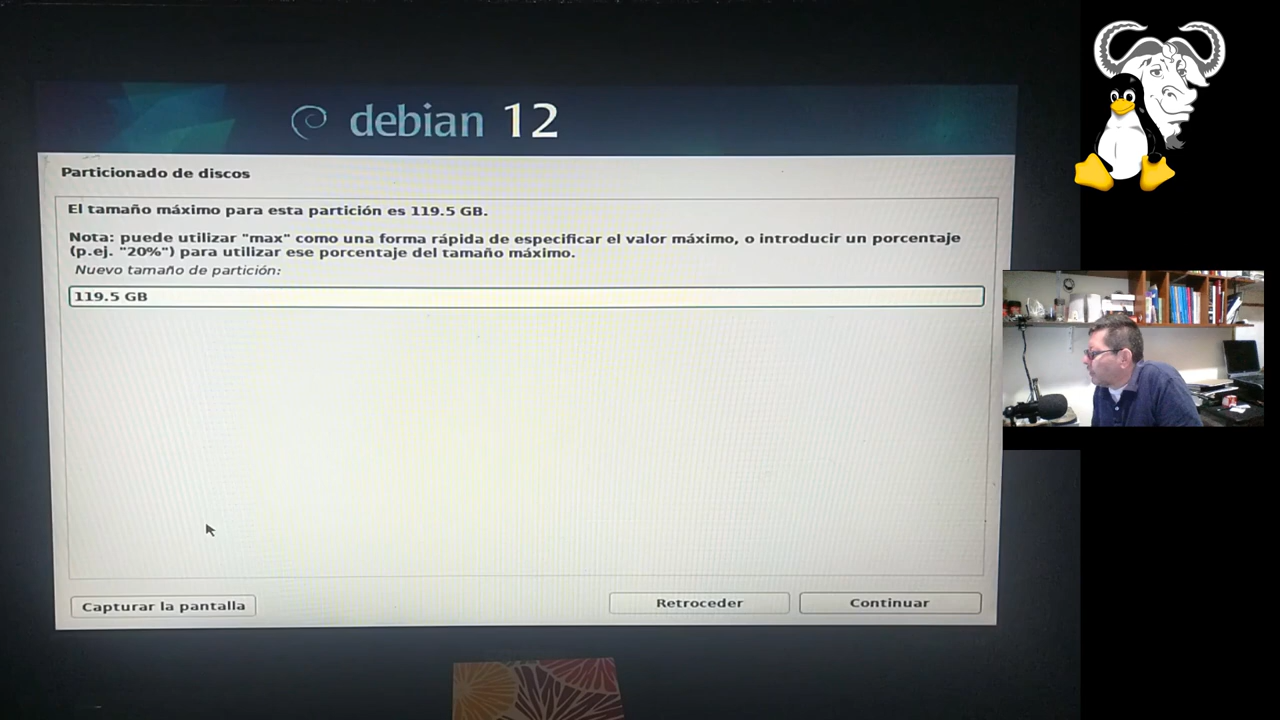 debian 12
Particionado de discos
El tamaño máximo para esta partición es 119.5 GB.
Nota: puede utilizar "max" como una forma rápida de especificar el valor máximo, o introducir un porcentaje
(p.ej. "20%") para utilizar ese porcentaje del tamaño máximo.
Nuevo tamaño de partición:
119.5 GB
Capturar la pantalla
Retroceder
Continuar